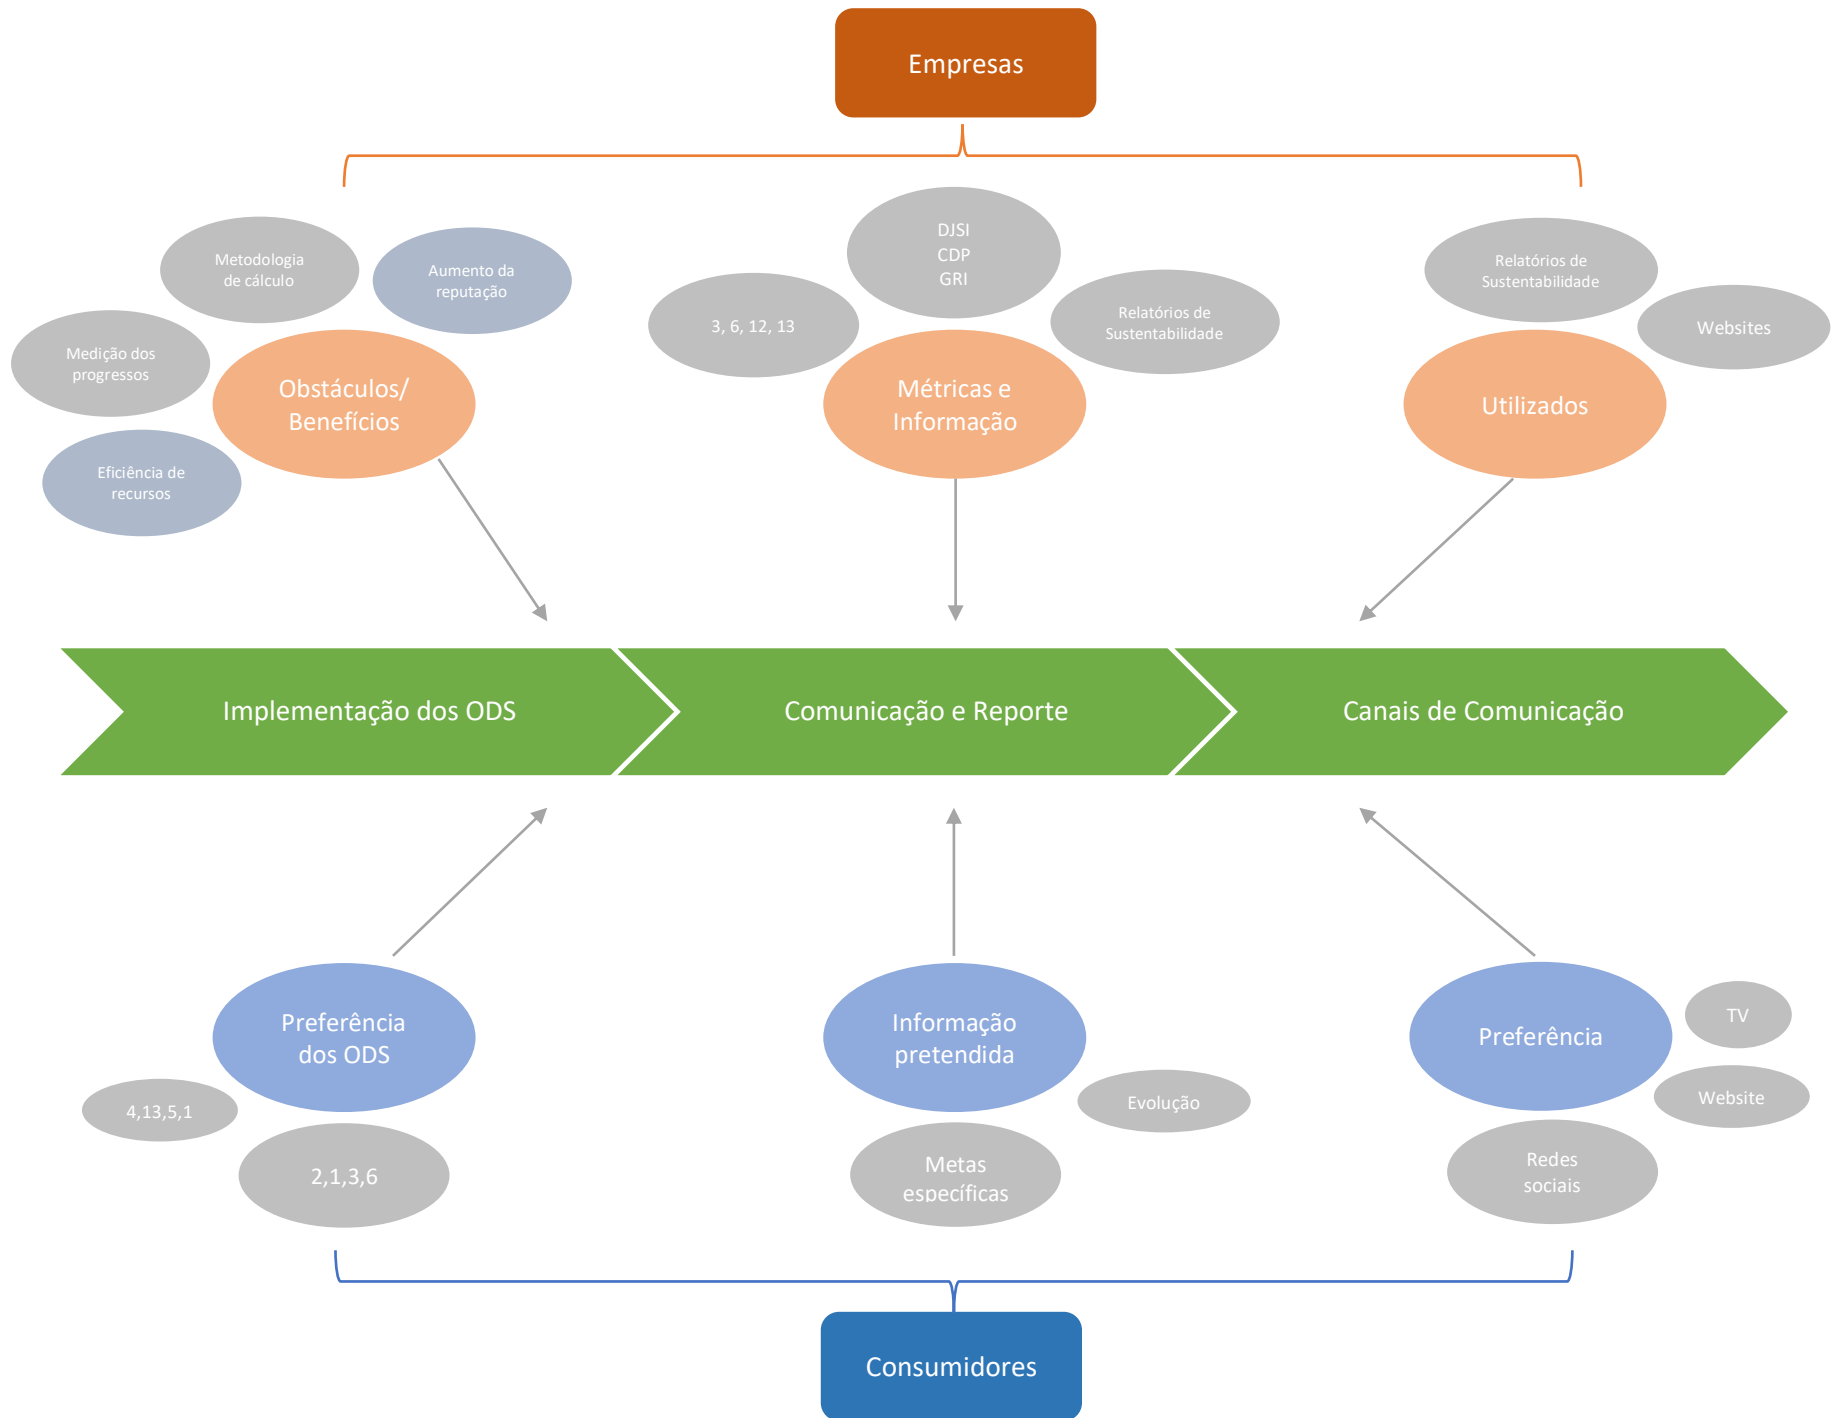 Empresas
Metodologia
de cálculo
Aumento da
reputação
Medição dos
progressos
Obstáculos/
Benefícios
Eficiência de
recursos
DJSI
CDP
GRI
3, 6, 12, 13
Relatórios de
Sustentabilidade
Métricas e
Informação
Relatórios de
Sustentabilidade
Websites
Utilizados
Implementação dos ODS
Comunicação e Reporte
Canais de Comunicação
Preferência
dos ODS
4,13,5,1
2,1,3,6
Informação
pretendida
Evolução
Metas
específicas
Preferência
TV
Website
Redes
sociais
Consumidores